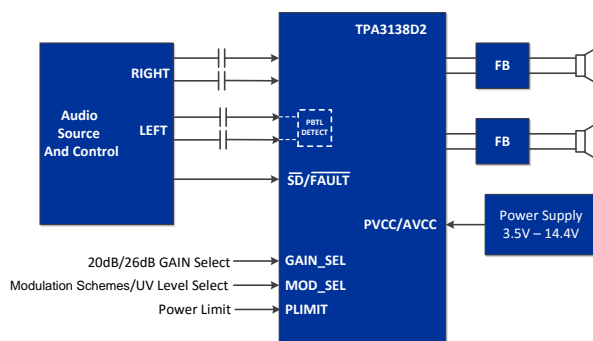 TPA3138D2
RIGHT
FB
Audio
Source
And Control
LEFT
PBTL
DETECT
FB
SD/FAULT
PVCC/AVCC
Power Supply
3.5V – 14.4V
20dB/26dB GAIN Select
GAIN_SEL
Modulation Schemes/UV Level Select
MOD_SEL
Power Limit
PLIMIT